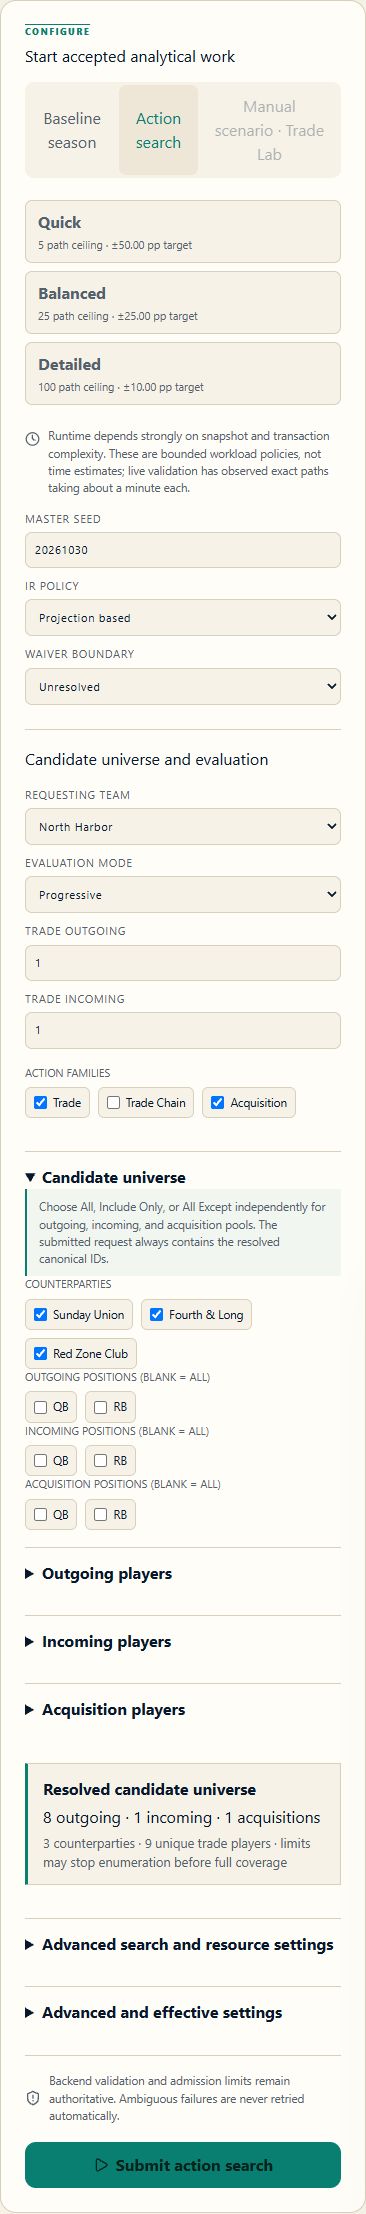 CONFIGURE
Start accepted analytical work
Baseline
season
Action
search
Manual
scenario · Trade
Lab
Quick
5 path ceiling · ±50.00 pp target
Balanced
25 path ceiling · ±25.00 pp target
Detailed
100 path ceiling · ±10.00 pp target
Runtime depends strongly on snapshot and transaction
complexity. These are bounded workload policies, not
time estimates; live validation has observed exact paths
taking about a minute each.
MASTER SEED
20261030
IR POLICY
Projection based
WAIVER BOUNDARY
Unresolved
Candidate universe and evaluation
REQUESTING TEAM
North Harbor
EVALUATION MODE
Progressive
TRADE OUTGOING
1
TRADE INCOMING
1
ACTION FAMILIES
Trade Trade Chain Acquisition
Candidate universe
Choose All, Include Only, or All Except independently for
outgoing, incoming, and acquisition pools. The
submitted request always contains the resolved
canonical IDs.
COUNTERPARTIES
Sunday Union Fourth & Long
Red Zone Club
OUTGOING POSITIONS (BLANK = ALL)
QB RB
INCOMING POSITIONS (BLANK = ALL)
QB RB
ACQUISITION POSITIONS (BLANK = ALL)
QB RB
Outgoing players
Incoming players
Acquisition players
Resolved candidate universe
8 outgoing · 1 incoming · 1 acquisitions
3 counterparties · 9 unique trade players · limits
may stop enumeration before full coverage
Advanced search and resource settings
Advanced and effective settings
Backend validation and admission limits remain
authoritative. Ambiguous failures are never retried
automatically.
Submit action search